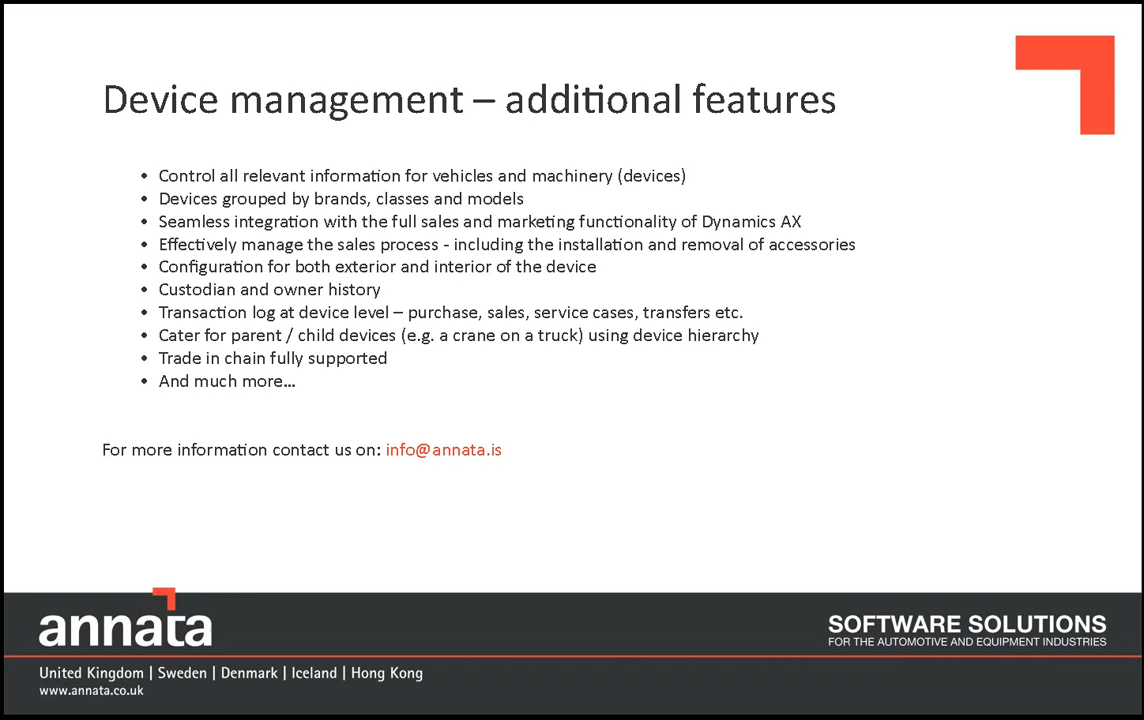 Device management – additional features
• Control all relevant information for vehicles and machinery (devices)
• Devices grouped by brands, classes and models
• Seamless integration with the full sales and marketing functionality of Dynamics AX
• Effectively manage the sales process - including the installation and removal of accessories
• Configuration for both exterior and interior of the device
• Custodian and owner history
• Transaction log at device level – purchase, sales, service cases, transfers etc.
• Cater for parent / child devices (e.g. a crane on a truck) using device hierarchy
• Trade in chain fully supported
• And much more…
For more information contact us on: info@annata.is
annata
SOFTWARE SOLUTIONS
FOR THE AUTOMOTIVE AND EQUIPMENT INDUSTRIES
United Kingdom | Sweden | Denmark | Iceland | Hong Kong
www.annata.co.uk